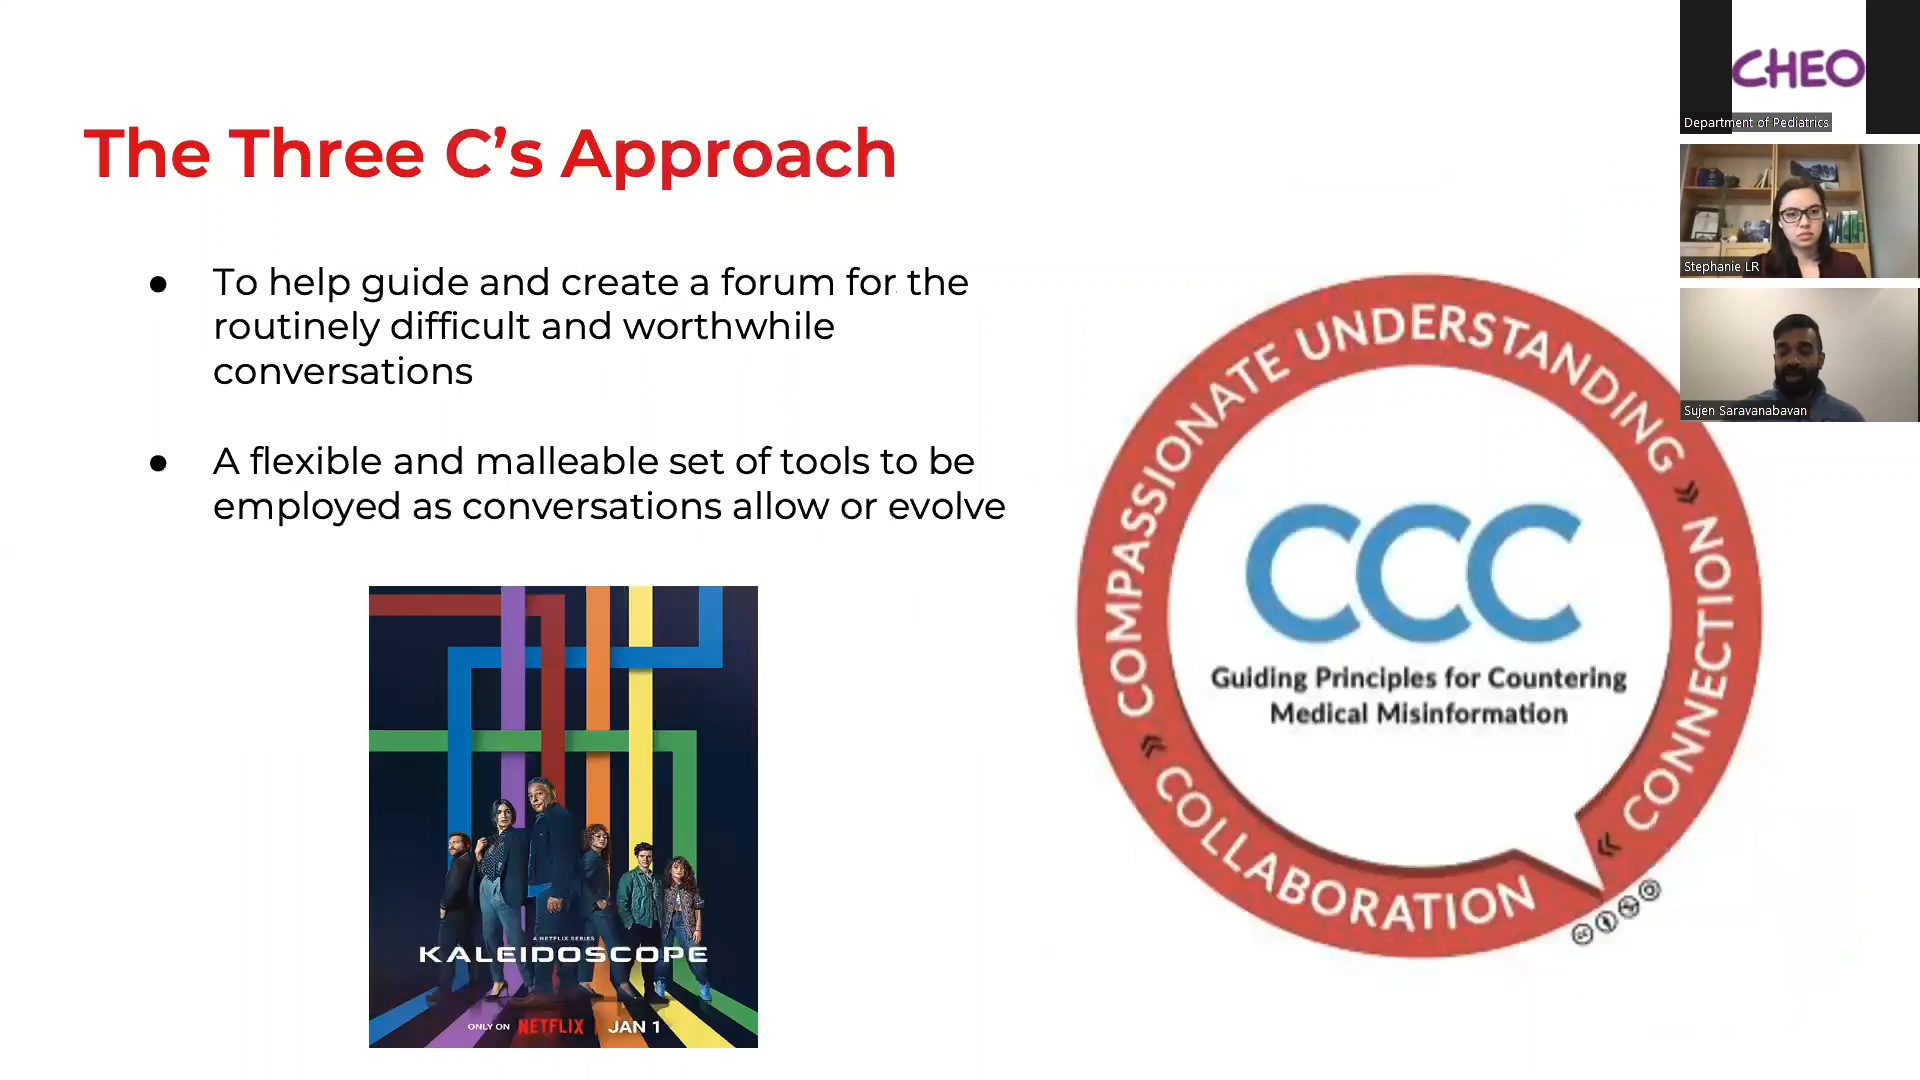 The Three C’s Approach
● To help guide and create a forum for the
routinely difficult and worthwhile
conversations
● A flexible and malleable set of tools to be
employed as conversations allow or evolve
A NETFLIX SERIES
KALEIDOSCOPE
ONLY ON NETFLIX | JAN 1
COMPASSIONATE UNDERSTANDING
CONNECTION
COLLABORATION
CCC
Guiding Principles for Countering
Medical Misinformation
CHEO
Department of Pediatrics
Stephanie LR
Sujen Saravanabavan